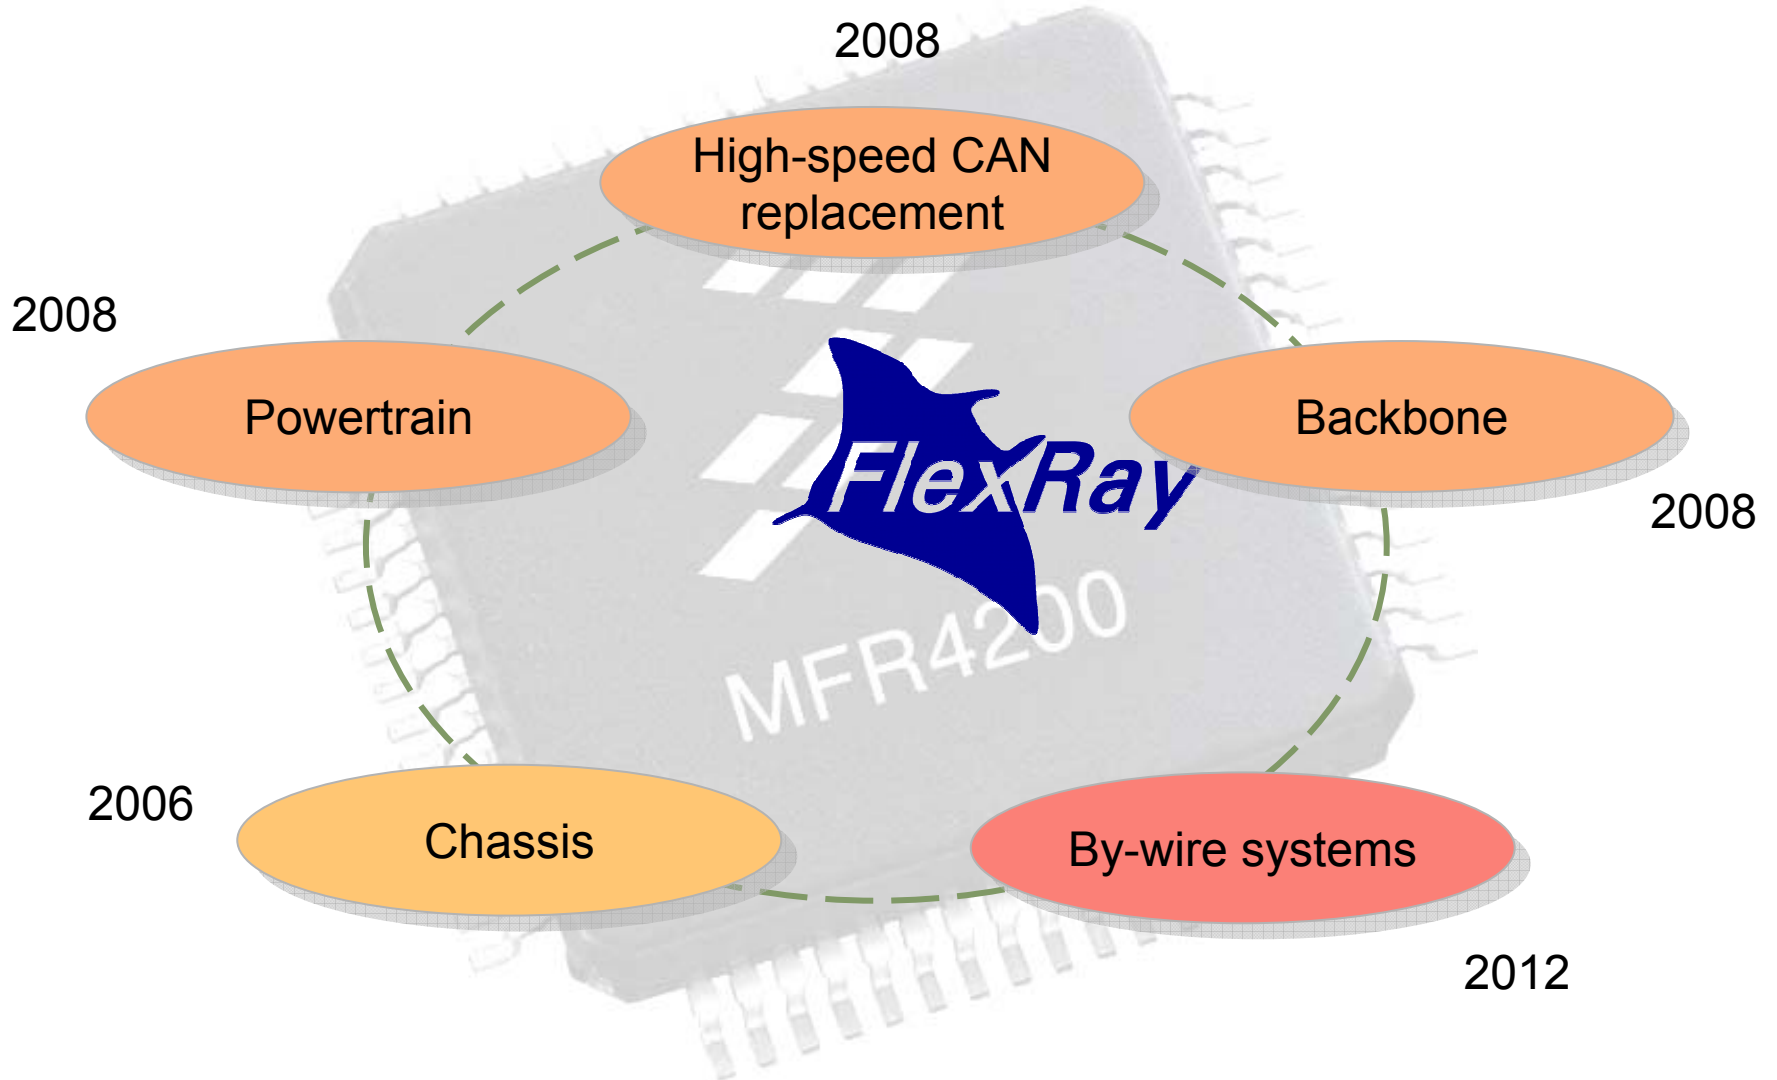 2008
High-speed CAN
replacement
2008
Powertrain
Backbone
FlexRay
2008
MFR4200
2006
Chassis
By-wire systems
2012